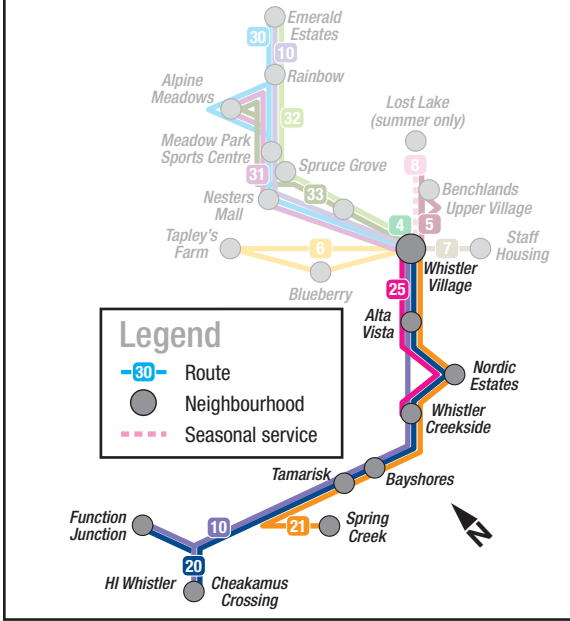 Emerald
Estates
30
10
Rainbow
Alpine
Meadows
32
Lost Lake
(summer only)
Meadow Park
Sports Centre
Spruce Grove
8
31
33
Benchlands
Upper Village
Nesters
Mall
4
5
Tapley's
Farm
6
7
Staff
Housing
Whistler
Village
Blueberry
25
Alta
Vista
Legend
30 Route
Neighbourhood
Seasonal service
Nordic
Estates
Whistler
Creekside
Tamarisk
Bayshores
Function
Junction
10
21
Spring
Creek
N
20
HI Whistler
Cheakamus
Crossing